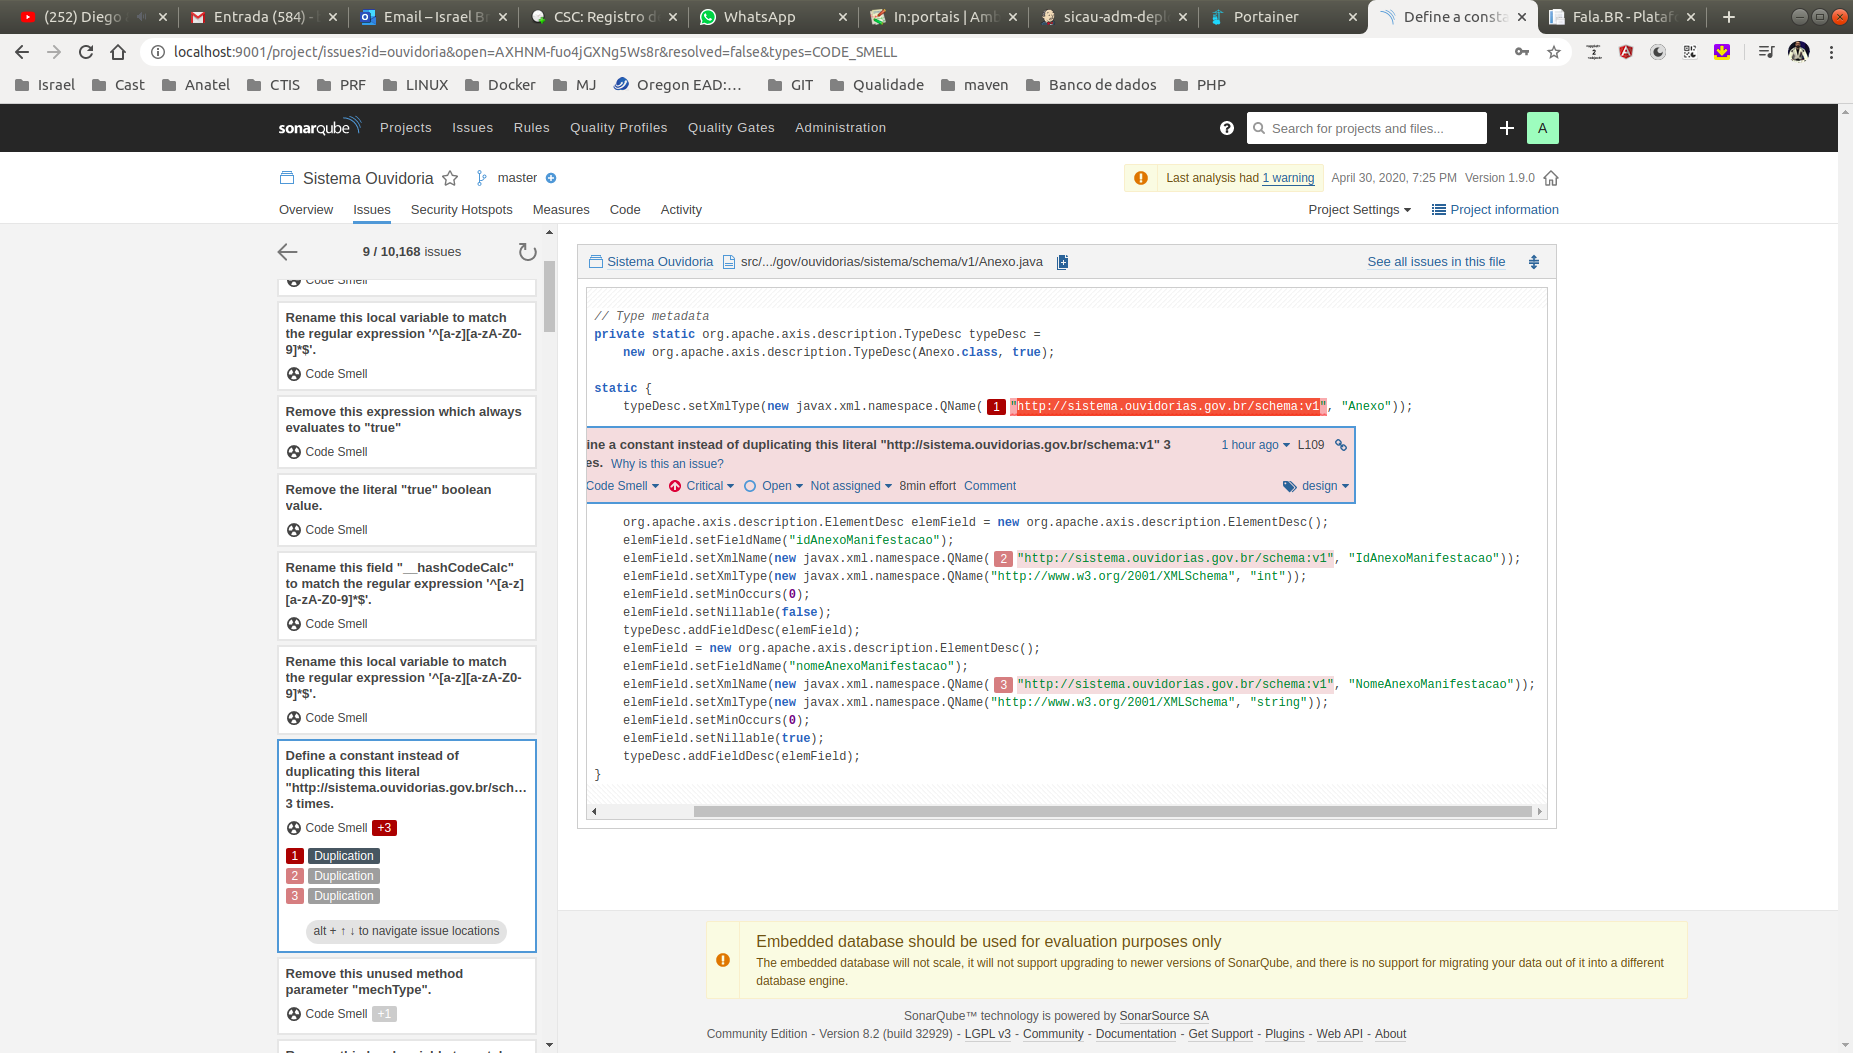 (252) Diego
Entrada (584) -
Email – Israel B
CSC: Registro d
WhatsApp
In:portais | Am
sicau-adm-depl
Portainer
Define a consta
Fala.BR - Plataf
localhost:9001/project/issues?id=ouvidoria&open=AXHNM-fuo4jGXNg5Ws8r&resolved=false&types=CODE_SMELL
Israel Cast Anatel CTIS PRF LINUX Docker MJ Oregon EAD:... GIT Qualidade maven Banco de dados PHP
sonarqube Projects Issues Rules Quality Profiles Quality Gates Administration
? Search for projects and files... + A
Sistema Ouvidoria master
Last analysis had 1 warning April 30, 2020, 7:25 PM Version 1.9.0
Overview Issues Security Hotspots Measures Code Activity
Project Settings Project information
9 / 10,168 issues
Code Smell
Rename this local variable to match
the regular expression '^[a-z][a-zA-Z0-
9]*$'.
Code Smell
Remove this expression which always
evaluates to "true"
Code Smell
Remove the literal "true" boolean
value.
Code Smell
Rename this field "__hashCodeCalc"
to match the regular expression '^[a-z]
[a-zA-Z0-9]*$'.
Code Smell
Rename this local variable to match
the regular expression '^[a-z][a-zA-Z0-
9]*$'.
Code Smell
Define a constant instead of
duplicating this literal
"http://sistema.ouvidorias.gov.br/sch...
3 times.
Code Smell +3
1 Duplication
2 Duplication
3 Duplication
alt + ↑ ↓ to navigate issue locations
Remove this unused method
parameter "mechType".
Code Smell +1
Sistema Ouvidoria src/.../gov/ouvidorias/sistema/schema/v1/Anexo.java See all issues in this file
// Type metadata
private static org.apache.axis.description.TypeDesc typeDesc =
new org.apache.axis.description.TypeDesc(Anexo.class, true);
static {
typeDesc.setXmlType(new javax.xml.namespace.QName( 1 "http://sistema.ouvidorias.gov.br/schema:v1", "Anexo"));
ine a constant instead of duplicating this literal "http://sistema.ouvidorias.gov.br/schema:v1" 3 1 hour ago L109
es. Why is this an issue?
Code Smell Critical Open Not assigned 8min effort Comment design
org.apache.axis.description.ElementDesc elemField = new org.apache.axis.description.ElementDesc();
elemField.setFieldName("idAnexoManifestacao");
elemField.setXmlName(new javax.xml.namespace.QName( 2 "http://sistema.ouvidorias.gov.br/schema:v1", "IdAnexoManifestacao"));
elemField.setXmlType(new javax.xml.namespace.QName("http://www.w3.org/2001/XMLSchema", "int"));
elemField.setMinOccurs(0);
elemField.setNillable(false);
typeDesc.addFieldDesc(elemField);
elemField = new org.apache.axis.description.ElementDesc();
elemField.setFieldName("nomeAnexoManifestacao");
elemField.setXmlName(new javax.xml.namespace.QName( 3 "http://sistema.ouvidorias.gov.br/schema:v1", "NomeAnexoManifestacao"));
elemField.setXmlType(new javax.xml.namespace.QName("http://www.w3.org/2001/XMLSchema", "string"));
elemField.setMinOccurs(0);
elemField.setNillable(true);
typeDesc.addFieldDesc(elemField);
}
Embedded database should be used for evaluation purposes only
The embedded database will not scale, it will not support upgrading to newer versions of SonarQube, and there is no support for migrating your data out of it into a different
database engine.
SonarQube™ technology is powered by SonarSource SA
Community Edition - Version 8.2 (build 32929) - LGPL v3 - Community - Documentation - Get Support - Plugins - Web API - About